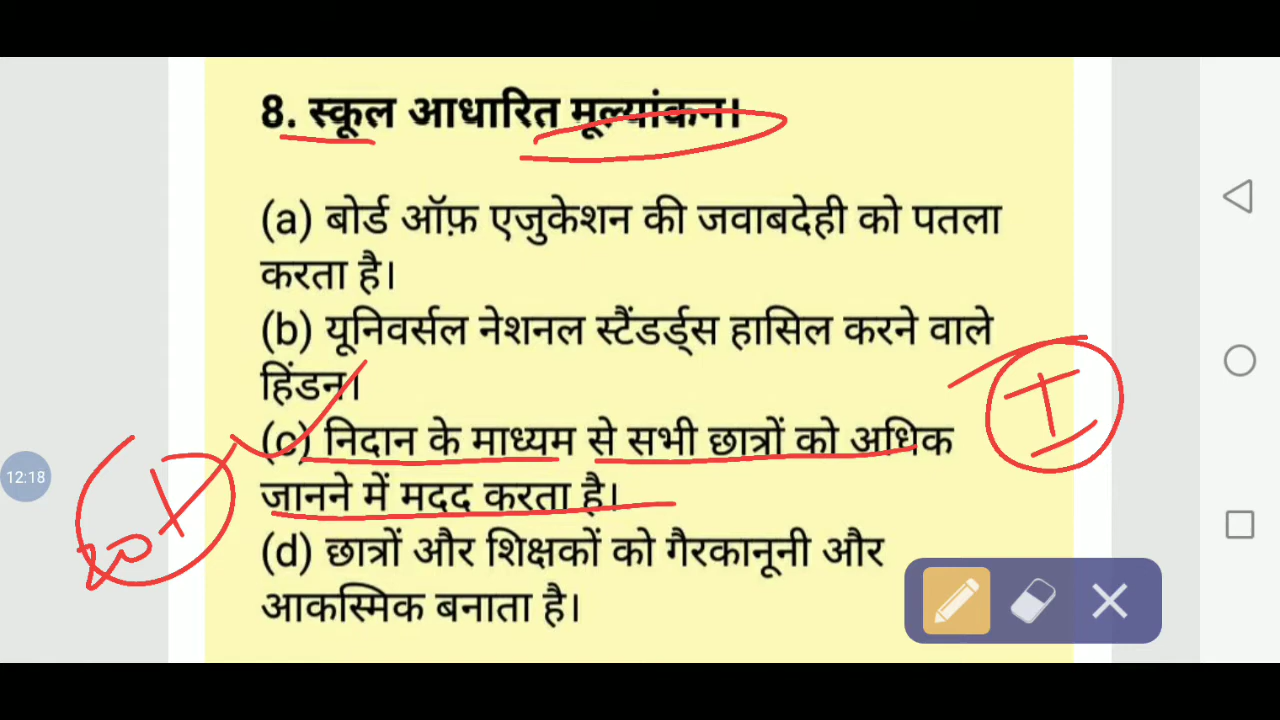 8. स्कूल आधारित मूल्यांकन।
(a) बोर्ड ऑफ़ एजुकेशन की जवाबदेही को पतला
करता है।
(b) यूनिवर्सल नेशनल स्टैंडर्ड्स हासिल करने वाले
हिंडन।
(c) निदान के माध्यम से सभी छात्रों को अधिक
जानने में मदद करता है।
(d) छात्रों और शिक्षकों को गैरकानूनी और
आकस्मिक बनाता है।
12:18
I